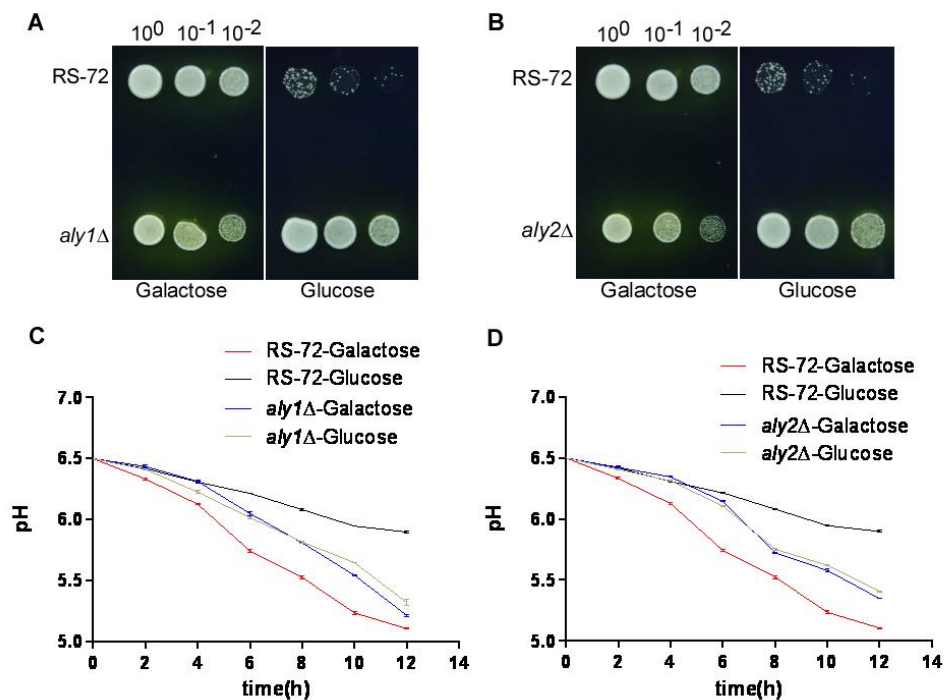 A
10⁰ 10⁻¹ 10⁻²
RS-72
aly1Δ
Galactose Glucose
B
10⁰ 10⁻¹ 10⁻²
RS-72
aly2Δ
Galactose Glucose
C
RS-72-Galactose
RS-72-Glucose
aly1Δ-Galactose
aly1Δ-Glucose
7.0
6.5
6.0
5.5
5.0
pH
0 2 4 6 8 10 12 14
time(h)
D
RS-72-Galactose
RS-72-Glucose
aly2Δ-Galactose
aly2Δ-Glucose
7.0
6.5
6.0
5.5
5.0
pH
0 2 4 6 8 10 12 14
time(h)